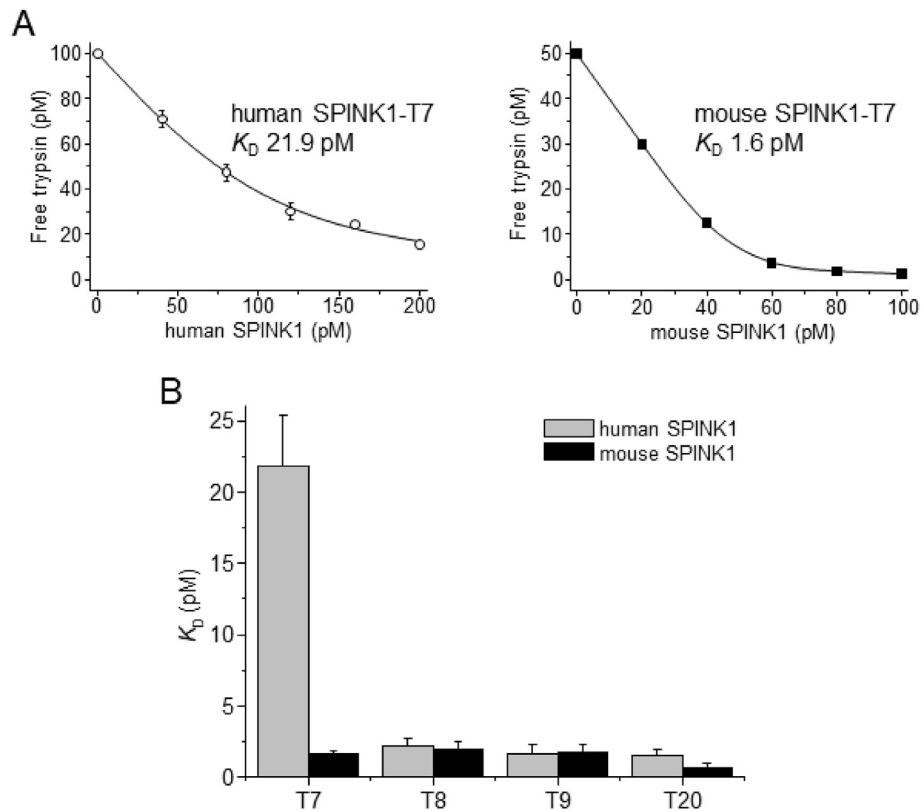 A
Free trypsin (pM)
100
80
60
40
20
0
human SPINK1-T7
KD 21.9 pM
0 50 100 150 200
human SPINK1 (pM)
Free trypsin (pM)
50
40
30
20
10
0
mouse SPINK1-T7
KD 1.6 pM
0 20 40 60 80 100
mouse SPINK1 (pM)
B
KD (pM)
25
20
15
10
5
0
human SPINK1
mouse SPINK1
T7 T8 T9 T20